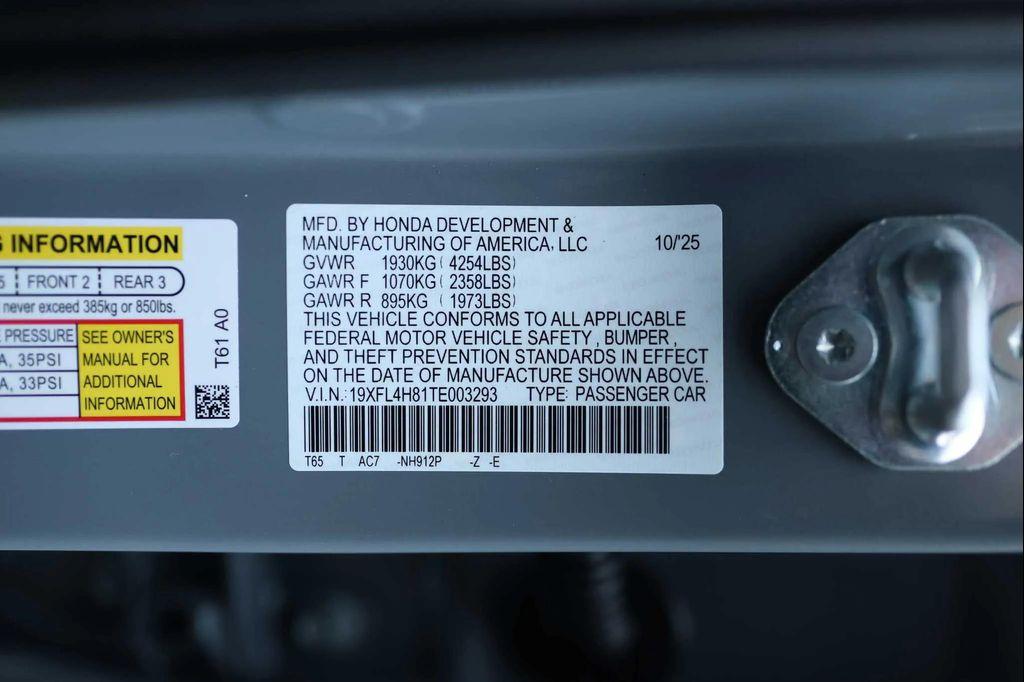 G INFORMATION
5 FRONT 2 REAR 3
never exceed 385kg or 850lbs.
PRESSURE
A, 35PSI
A, 33PSI
SEE OWNER'S
MANUAL FOR
ADDITIONAL
INFORMATION
T61 A0
MFD. BY HONDA DEVELOPMENT &
MANUFACTURING OF AMERICA, LLC 10/'25
GVWR 1930KG ( 4254LBS)
GAWR F 1070KG ( 2358LBS)
GAWR R 895KG ( 1973LBS)
THIS VEHICLE CONFORMS TO ALL APPLICABLE
FEDERAL MOTOR VEHICLE SAFETY , BUMPER ,
AND THEFT PREVENTION STANDARDS IN EFFECT
ON THE DATE OF MANUFACTURE SHOWN ABOVE.
V.I.N.: 19XFL4H81TE003293 TYPE: PASSENGER CAR
T65 T AC7 -NH912P -Z -E